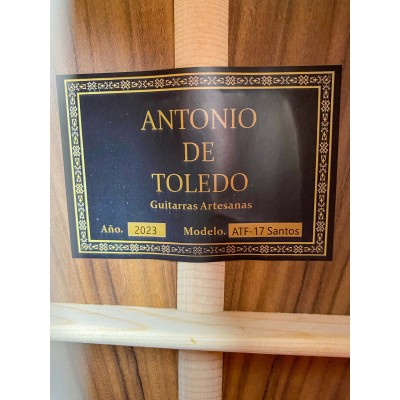 ANTONIO
DE
TOLEDO
Guitarras Artesanas
Año. 2023 Modelo. ATF-17 Santos